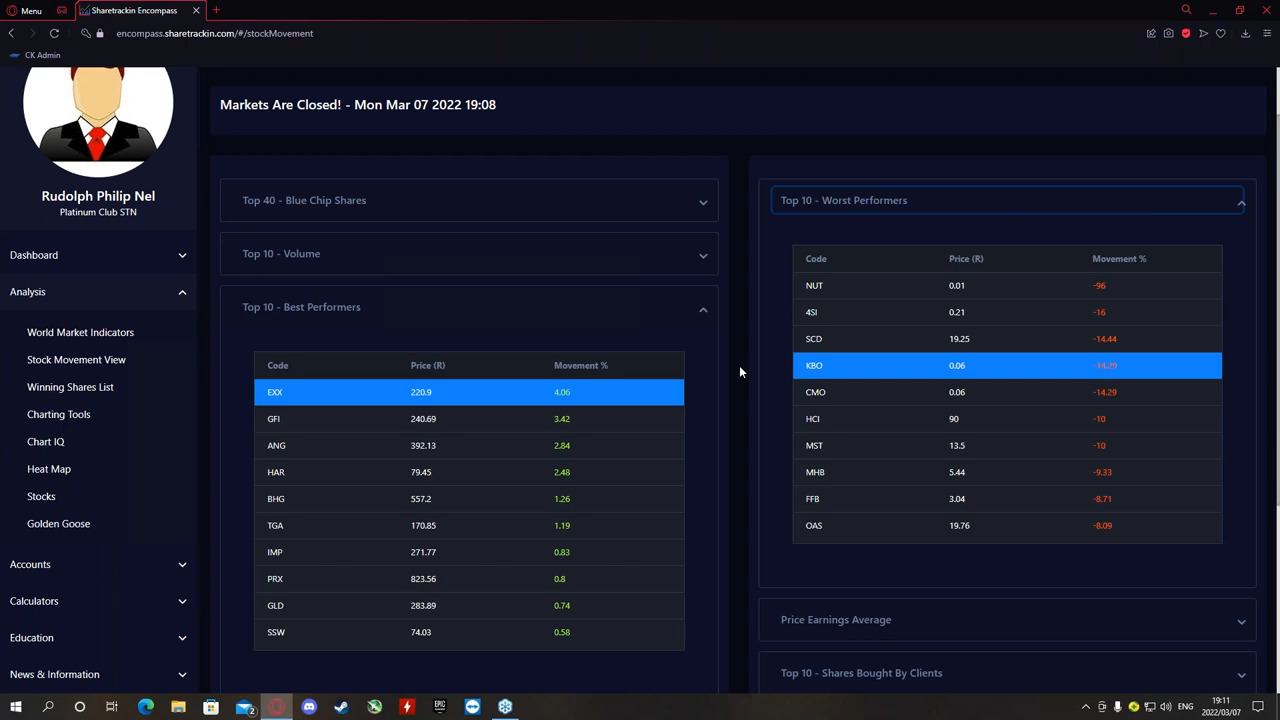 Menu
Sharetrackin Encompass
encompass.sharetrackin.com/#/stockMovement
CK Admin
Rudolph Philip Nel
Platinum Club STN
Dashboard
Analysis
World Market Indicators
Stock Movement View
Winning Shares List
Charting Tools
Chart IQ
Heat Map
Stocks
Golden Goose
Accounts
Calculators
Education
News & Information
Markets Are Closed! - Mon Mar 07 2022 19:08
Top 40 - Blue Chip Shares
Top 10 - Volume
Top 10 - Best Performers
Code Price (R) Movement %
EXX 220.9 4.06
GFI 240.69 3.42
ANG 392.13 2.84
HAR 79.45 2.48
BHG 557.2 1.26
TGA 170.85 1.19
IMP 271.77 0.83
PRX 823.56 0.8
GLD 283.89 0.74
SSW 74.03 0.58
Top 10 - Worst Performers
Code Price (R) Movement %
NUT 0.01 -96
4SI 0.21 -16
SCD 19.25 -14.44
KBO 0.06 -14.29
CMO 0.06 -14.29
HCI 90 -10
MST 13.5 -10
MHB 5.44 -9.33
FFB 3.04 -8.71
OAS 19.76 -8.09
Price Earnings Average
Top 10 - Shares Bought By Clients
2
EPIC
ENG
19:11
2022/03/07